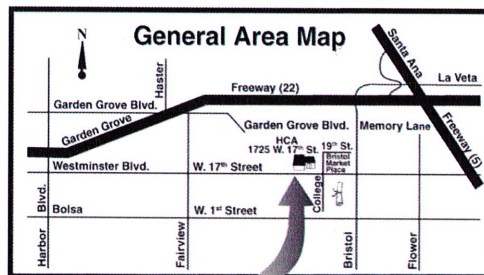 General Area Map
N
Haster
Santa Ana
La Veta
Freeway (22)
Garden Grove Blvd.
Garden Grove
Garden Grove Blvd.
Memory Lane
Freeway (5)
HCA
1725 W. 17th St.
19th St.
Bristol
Market
Place
Westminster Blvd.
W. 17th Street
College
Blvd.
Bolsa
W. 1st Street
Harbor
Fairview
Bristol
Flower